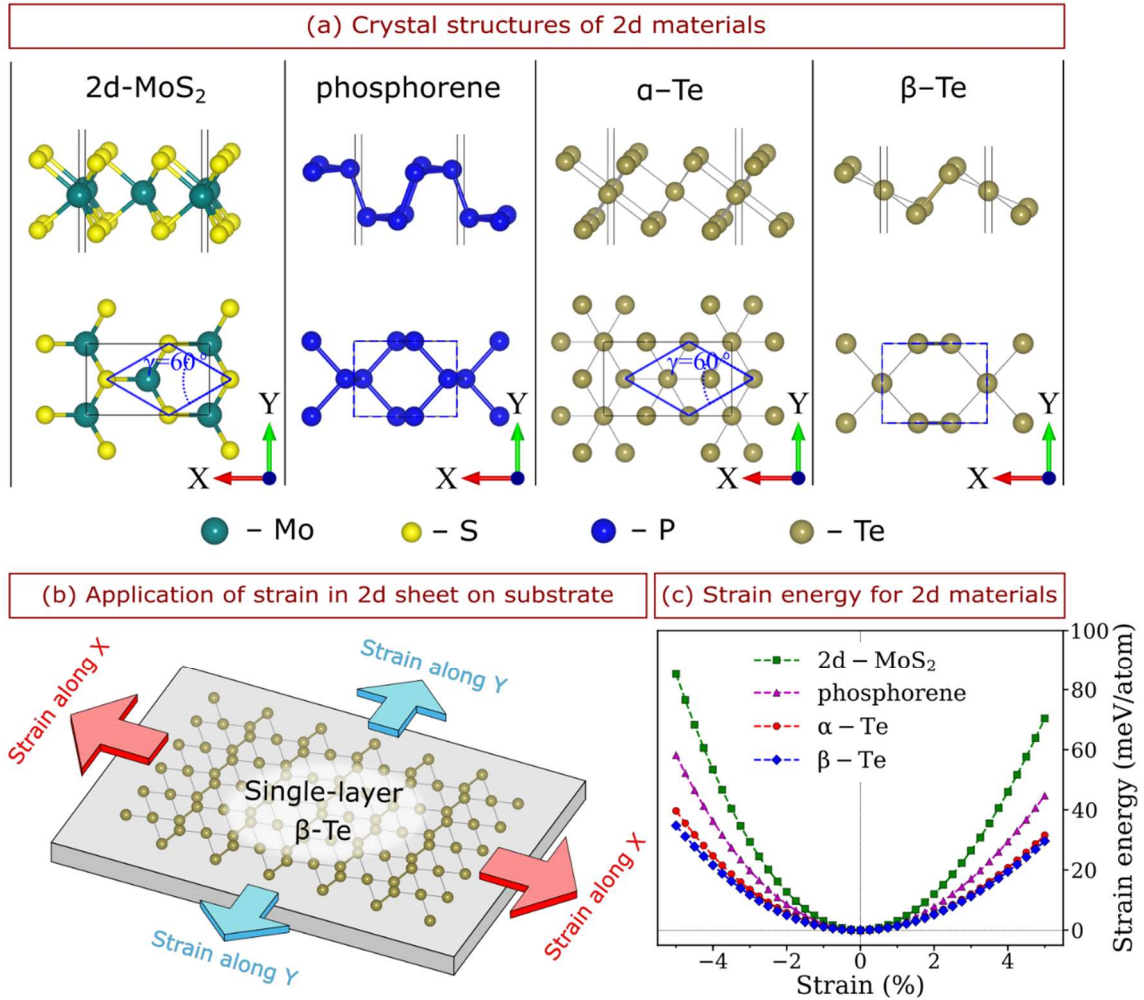 (a) Crystal structures of 2d materials
2d-MoS₂
phosphorene
α–Te
β–Te
γ=60°
γ=60°
Y
X
Y
X
Y
X
Y
X
– Mo
– S
– P
– Te
(b) Application of strain in 2d sheet on substrate
Strain along X
Strain along Y
Single-layer
β-Te
Strain along Y
Strain along X
(c) Strain energy for 2d materials
2d – MoS₂
phosphorene
α – Te
β – Te
100
80
60
40
20
0
Strain energy (meV/atom)
−4 −2 0 2 4
Strain (%)